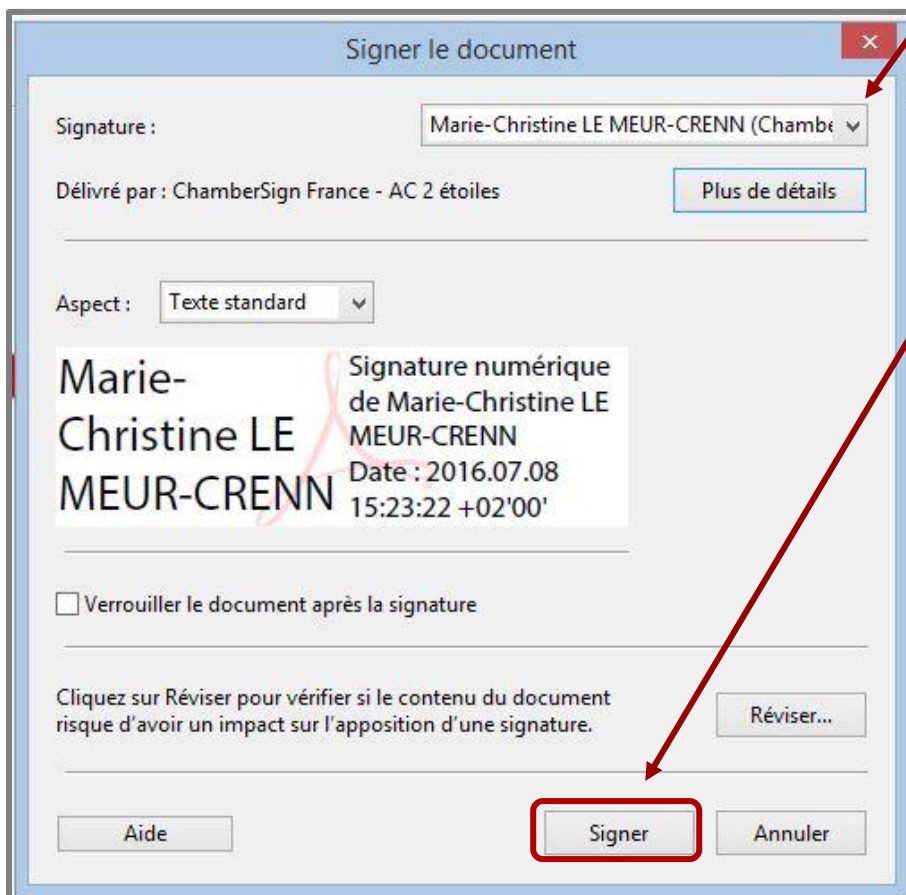 Signer le document
Signature :
Marie-Christine LE MEUR-CRENN (Chambe
Délivré par : ChamberSign France - AC 2 étoiles
Plus de détails
Aspect :
Texte standard
Marie-
Christine LE
MEUR-CRENN
Signature numérique
de Marie-Christine LE
MEUR-CRENN
Date : 2016.07.08
15:23:22 +02'00'
Verrouiller le document après la signature
Cliquez sur Réviser pour vérifier si le contenu du document
risque d'avoir un impact sur l'apposition d'une signature.
Réviser...
Aide
Signer
Annuler